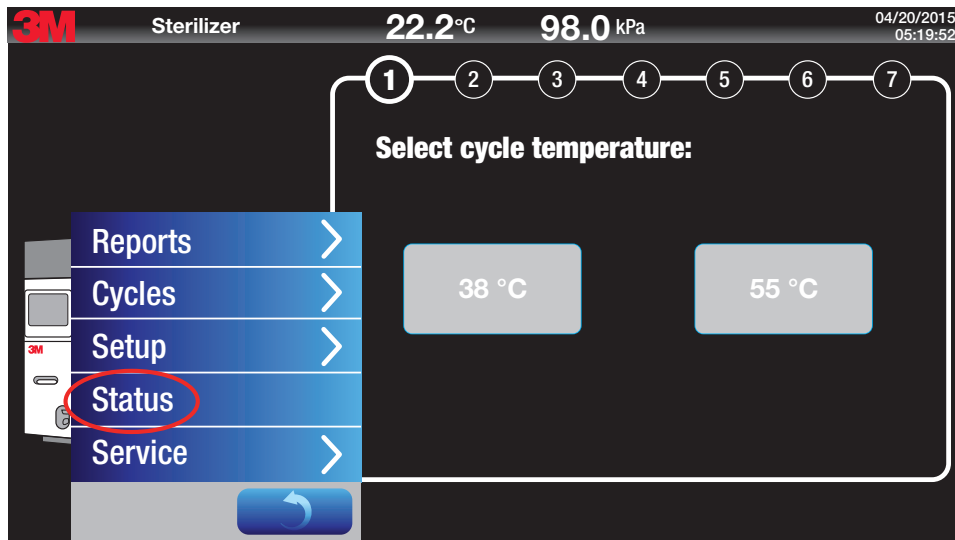 3M Sterilizer 22.2°C 98.0 kPa 04/20/2015
05:19:52
1 2 3 4 5 6 7
Select cycle temperature:
Reports
Cycles
Setup
Status
Service
38 °C 55 °C
3M